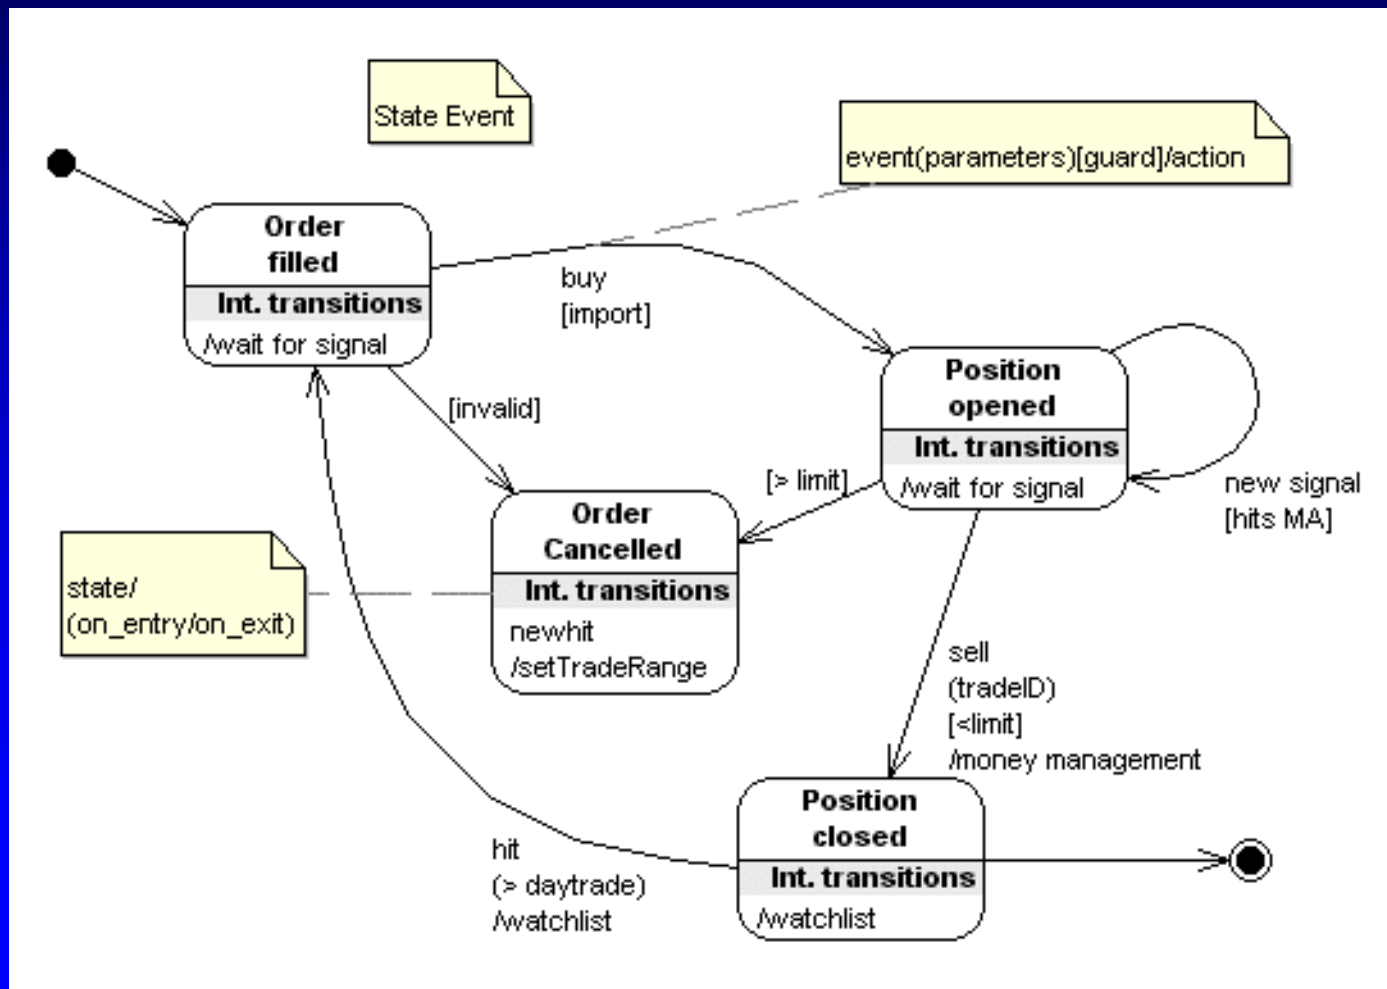 State Event
event(parameters)[guard]/action
Order
filled
Int. transitions
/wait for signal
buy
[import]
Position
opened
Int. transitions
/wait for signal
[invalid]
[> limit]
new signal
[hits MA]
Order
Cancelled
Int. transitions
newhit
/setTradeRange
state/
(on_entry/on_exit)
sell
(tradeID)
[<limit]
/money management
Position
closed
Int. transitions
/watchlist
hit
(> daytrade)
/watchlist